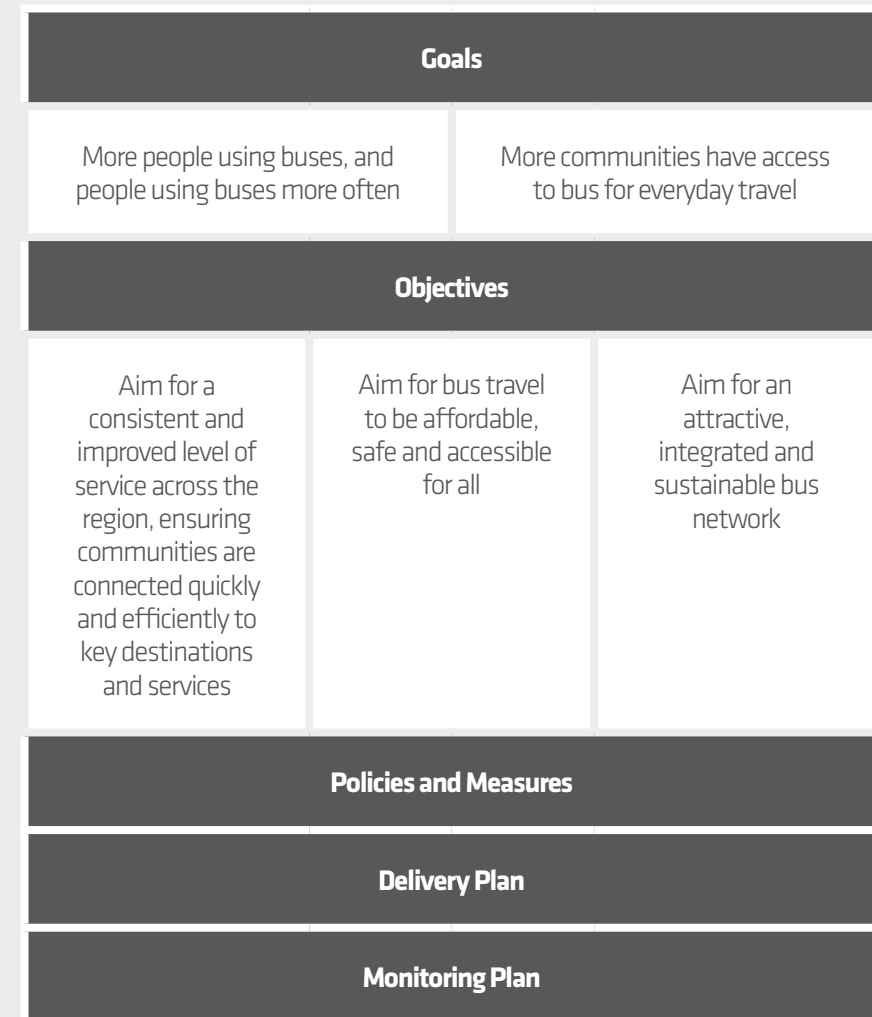 Goals
More people using buses, and
people using buses more often
More communities have access
to bus for everyday travel
Objectives
Aim for a
consistent and
improved level of
service across the
region, ensuring
communities are
connected quickly
and efficiently to
key destinations
and services
Aim for bus travel
to be affordable,
safe and accessible
for all
Aim for an
attractive,
integrated and
sustainable bus
network
Policies and Measures
Delivery Plan
Monitoring Plan